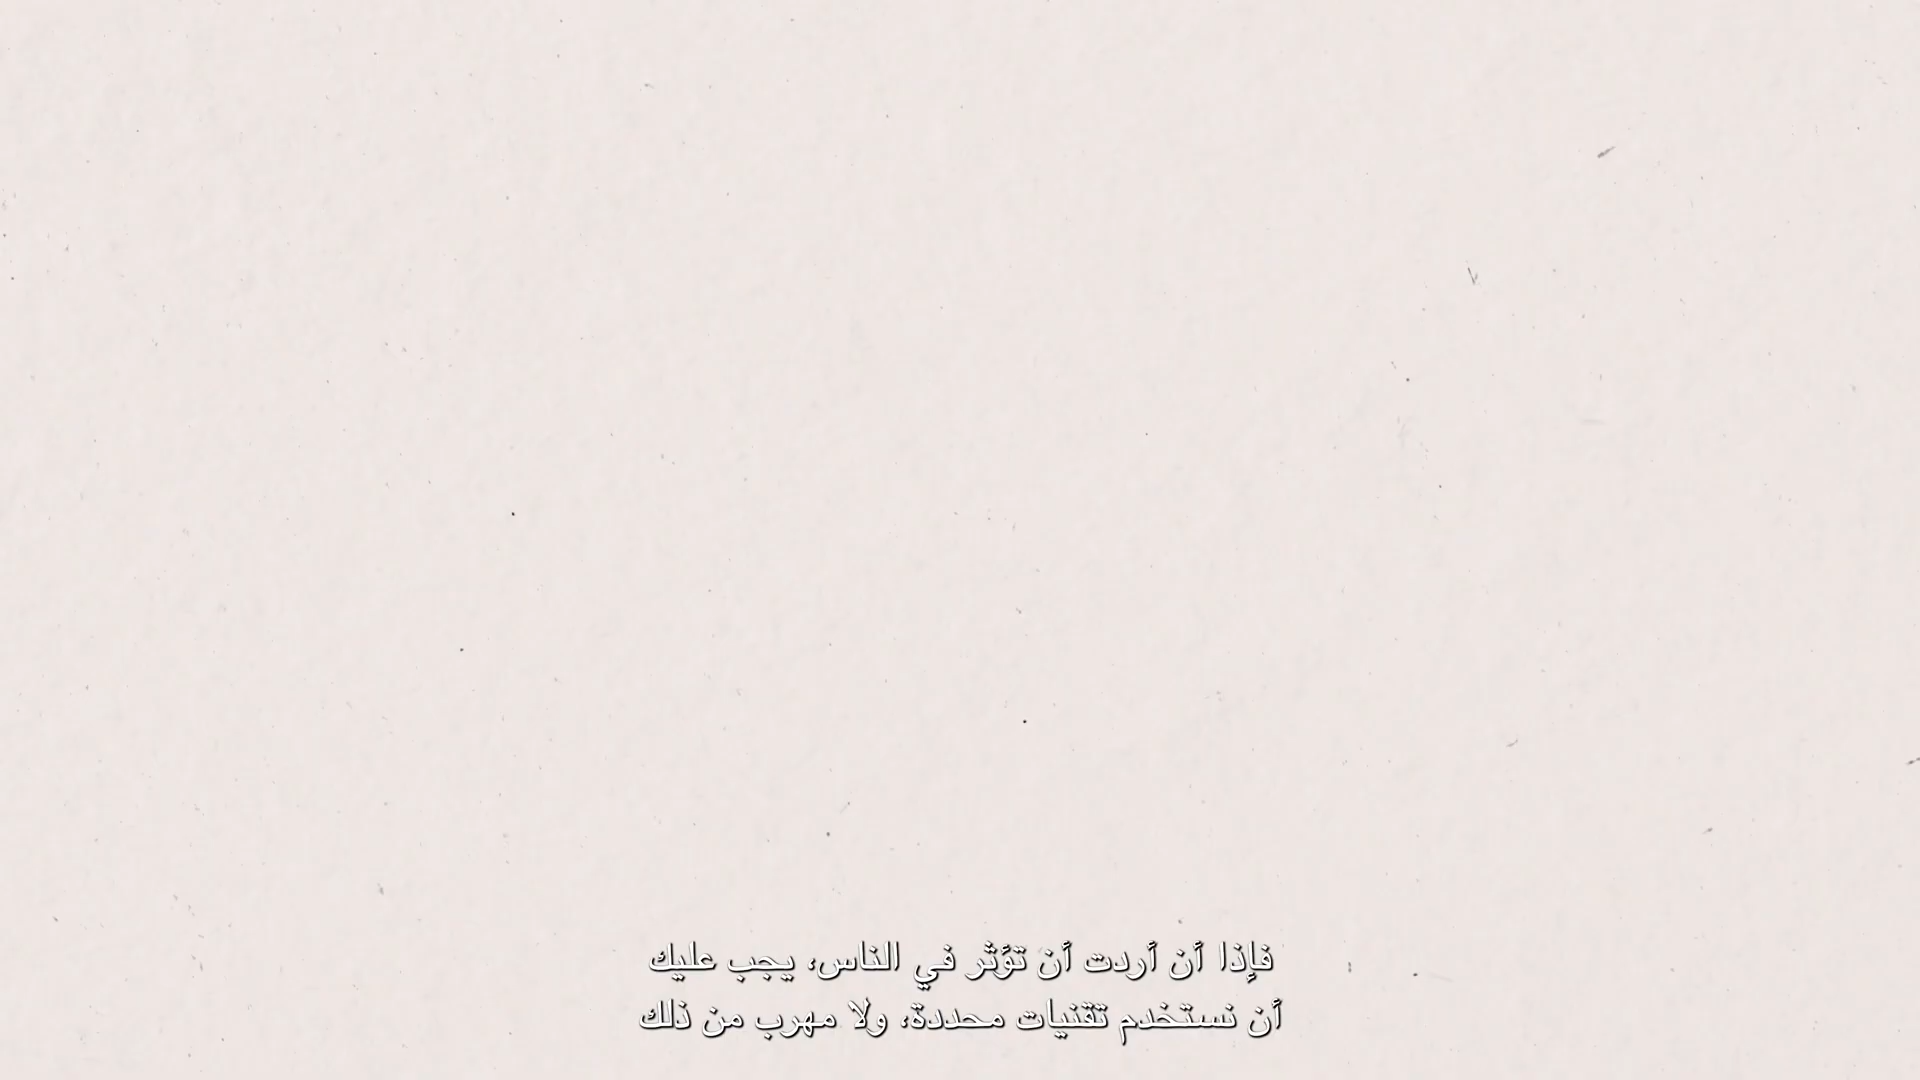 فإذا أن أردت أن تؤثر في الناس، يجب عليك
أن نستخدم تقنيات محددة، ولا مهرب من ذلك